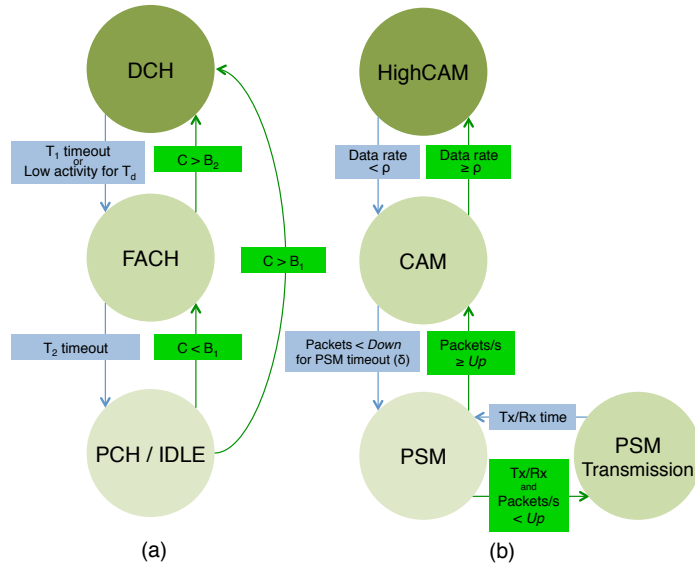 DCH
T1 timeout
or
Low activity for Td
C > B2
FACH
C > B1
T2 timeout
C < B1
PCH / IDLE
(a)
HighCAM
Data rate
< ρ
Data rate
≥ ρ
CAM
Packets < Down
for PSM timeout (δ)
Packets/s
≥ Up
Tx/Rx time
PSM
PSM
Transmission
Tx/Rx
and
Packets/s
< Up
(b)